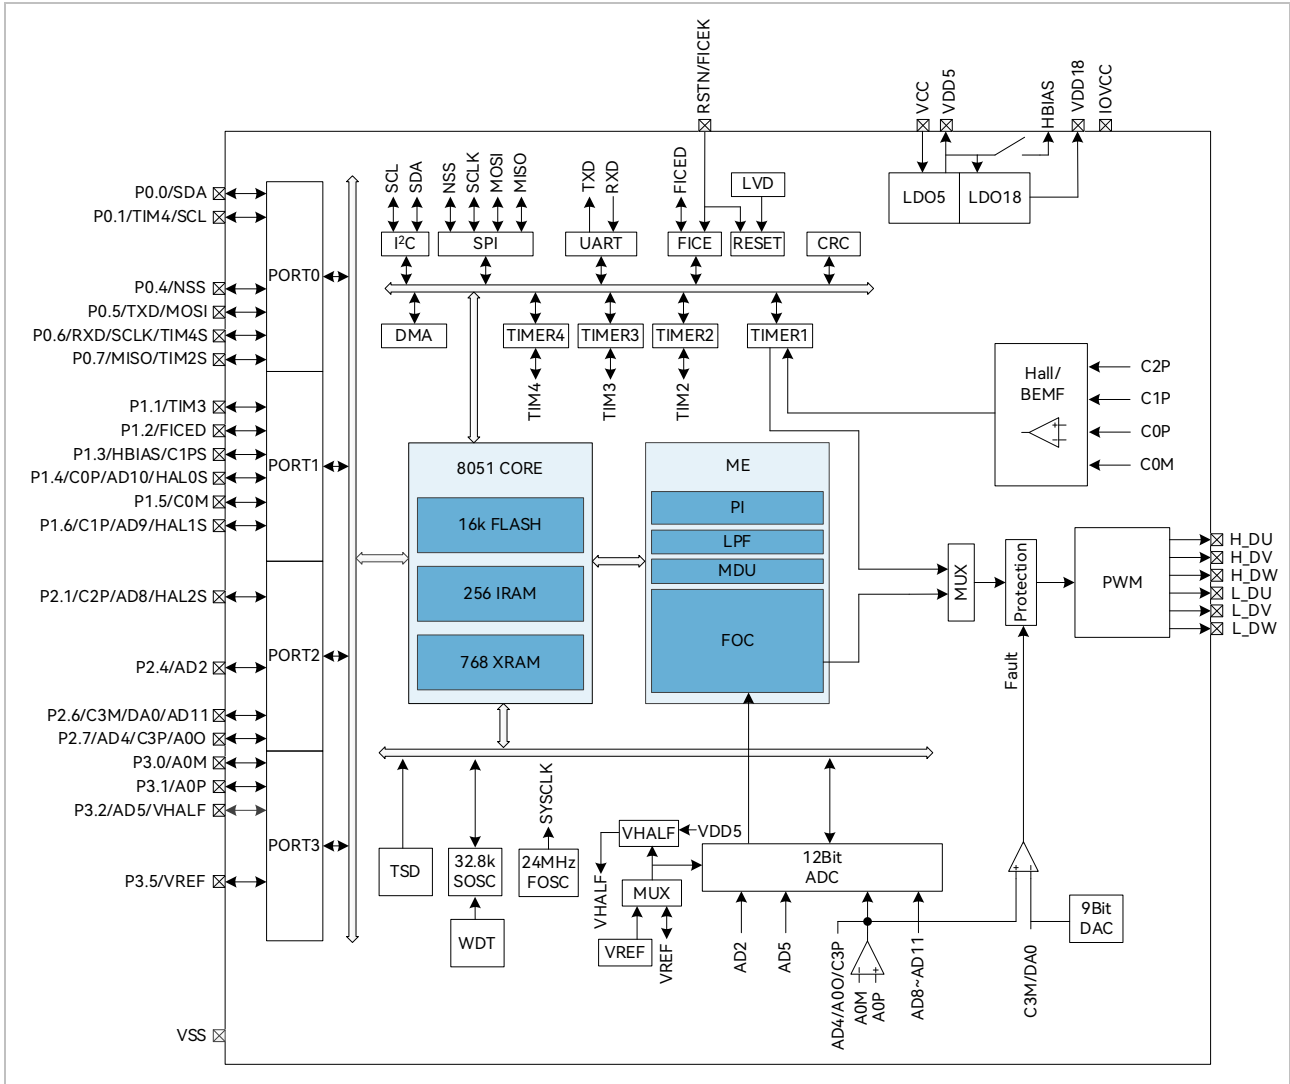 RSTN/FICEK
VCC
VDD5
HBIAS
VDD18
IOVCC
P0.0/SDA
P0.1/TIM4/SCL
P0.4/NSS
P0.5/TXD/MOSI
P0.6/RXD/SCLK/TIM4S
P0.7/MISO/TIM2S
P1.1/TIM3
P1.2/FICED
P1.3/HBIAS/C1PS
P1.4/C0P/AD10/HAL0S
P1.5/C0M
P1.6/C1P/AD9/HAL1S
P2.1/C2P/AD8/HAL2S
P2.4/AD2
P2.6/C3M/DA0/AD11
P2.7/AD4/C3P/A0O
P3.0/A0M
P3.1/A0P
P3.2/AD5/VHALF
P3.5/VREF
VSS
PORT0
PORT1
PORT2
PORT3
SCL
SDA
NSS
SCLK
MOSI
MISO
TXD
RXD
FICED
LVD
I²C
SPI
UART
FICE
RESET
CRC
LDO5
LDO18
DMA
TIMER4
TIMER3
TIMER2
TIMER1
TIM4
TIM3
TIM2
Hall/
BEMF
+
−
C2P
C1P
C0P
C0M
8051 CORE
16k FLASH
256 IRAM
768 XRAM
ME
PI
LPF
MDU
FOC
MUX
Protection
PWM
H_DU
H_DV
H_DW
L_DU
L_DV
L_DW
Fault
TSD
32.8k
SOSC
WDT
SYSCLK
24MHz
FOSC
VHALF
VDD5
VHALF
MUX
VREF
VREF
12Bit
ADC
AD2
AD5
AD4/A0O/C3P
A0M
A0P
− +
AD8~AD11
+ −
C3M/DA0
9Bit
DAC